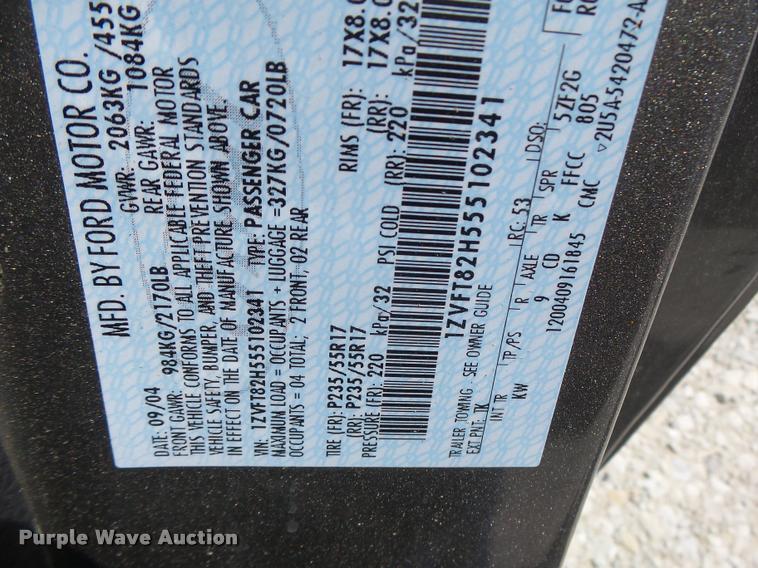 MFD. BY FORD MOTOR CO.
DATE: 09/04 GVWR: 2063KG /455
FRONT GAWR: 984KG/2170LB REAR GAWR: 1084KG
THIS VEHICLE CONFORMS TO ALL APPLICABLE FEDERAL MOTOR
VEHICLE SAFETY, BUMPER, AND THEFT PREVENTION STANDARDS
IN EFFECT ON THE DATE OF MANUFACTURE SHOWN ABOVE.
VIN: 1ZVFT82H555102341 TYPE: PASSENGER CAR
MAXIMUM LOAD = OCCUPANTS + LUGGAGE = 327KG/0720LB
OCCUPANTS = 04 TOTAL; 2 FRONT, 02 REAR
TIRE (FR): P235/55R17 RIMS (FR): 17X8.0
(RR): P235/55R17 (RR): 17X8.0
PRESSURE (FR): 220 kPa/32 PSI COLD (RR): 220 kPa/32
1ZVFT82H555102341
TRAILER TOWING - SEE OWNER GUIDE
EXT PNT: TK RC: 53 DSO:
INT TR TP/PS R AXLE TR SPR
KW 9 CD K FFCC 5ZF2G
1200409161845 CMC 805
v2U5A-5420472-A
Purple Wave Auction